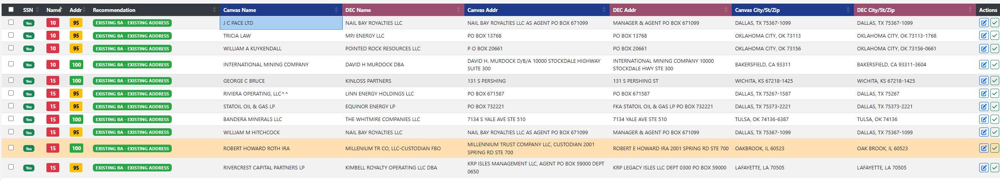 SSN Name Addr Recommendation Canvas Name DEC Name Canvas Addr DEC Addr Canvas City/St/Zip DEC City/St/Zip Actions
Yes 10 95 EXISTING BA - EXISTING ADDRESS J C PACE LTD NAIL BAY ROYALTIES LLC NAIL BAY ROYALTIES LLC AS AGENT PO BOX 671099 MANAGER & AGENT PO BOX 671099 DALLAS, TX 75367-1099 DALLAS, TX 75367-1099
Yes 10 95 EXISTING BA - EXISTING ADDRESS TRICIA LAW MPJ ENERGY LLC PO BOX 13768 PO BOX 13768 OKLAHOMA CITY, OK 73113 OKLAHOMA CITY, OK 73113-1768
Yes 10 95 EXISTING BA - EXISTING ADDRESS WILLIAM A KUYKENDALL POINTED ROCK RESOURCES LLC P O BOX 20661 PO BOX 20661 OKLAHOMA CITY, OK 73156 OKLAHOMA CITY, OK 73156-0661
Yes 10 100 EXISTING BA - EXISTING ADDRESS INTERNATIONAL MINING COMPANY DAVID H MURDOCK DBA DAVID H. MURDOCK D/B/A 10000 STOCKDALE HIGHWAY INTERNATIONAL MINING COMPANY 10000 BAKERSFIELD, CA 93311 BAKERSFIELD, CA 93311-3604
SUITE 300 STOCKDALE HWY STE 300
Yes 15 100 EXISTING BA - EXISTING ADDRESS GEORGE C BRUCE KINLOSS PARTNERS 131 S PERSHING 131 S PERSHING ST WICHITA, KS 67218-1425 WICHITA, KS 67218-1425
Yes 15 95 EXISTING BA - EXISTING ADDRESS RIVIERA OPERATING, LLC^^ LINN ENERGY HOLDINGS LLC PO BOX 671587 PO BOX 671587 DALLAS, TX 75267-1587 DALLAS, TX 75267
Yes 15 95 EXISTING BA - EXISTING ADDRESS STATOIL OIL & GAS LP EQUINOR ENERGY LP PO BOX 732221 FKA STATOIL OIL & GAS LP PO BOX 732221 DALLAS, TX 75373-2221 DALLAS, TX 75373-2221
Yes 15 100 EXISTING BA - EXISTING ADDRESS BANDERA MINERALS LLC THE WHITMIRE COMPANIES LLC 7134 S YALE AVE STE 510 7134 YALE AVE STE 510 TULSA, OK 74136-6387 TULSA, OK 74136
Yes 15 95 EXISTING BA - EXISTING ADDRESS WILLIAM M HITCHCOCK NAIL BAY ROYALTIES LLC NAIL BAY ROYALTIES LLC AS AGENT PO BOX 671099 MANAGER & AGENT PO BOX 671099 DALLAS, TX 75367-1099 DALLAS, TX 75367-1099
Yes 15 100 EXISTING BA - EXISTING ADDRESS ROBERT HOWARD ROTH IRA MILLENIUM TR CO, LLC-CUSTODIAN FBO MILLENNIUM TRUST COMPANY LLC, CUSTODIAN 2001 ROBERT E HOWARD IRA 2001 SPRING RD STE 700 OAKBROOK, IL 60523 OAK BROOK, IL 60523
SPRING RD STE 700
Yes 15 95 EXISTING BA - EXISTING ADDRESS RIVERCREST CAPITAL PARTNERS LP KIMBELL ROYALTY OPERATING LLC DBA KRP ISLES MANAGEMENT LLC, AGENT PO BOX 59000 DEPT KRP LEGACY ISLES LLC DEPT 0300 PO BOX 59000 LAFAYETTE, LA 70505 LAFAYETTE, LA 70505
0650